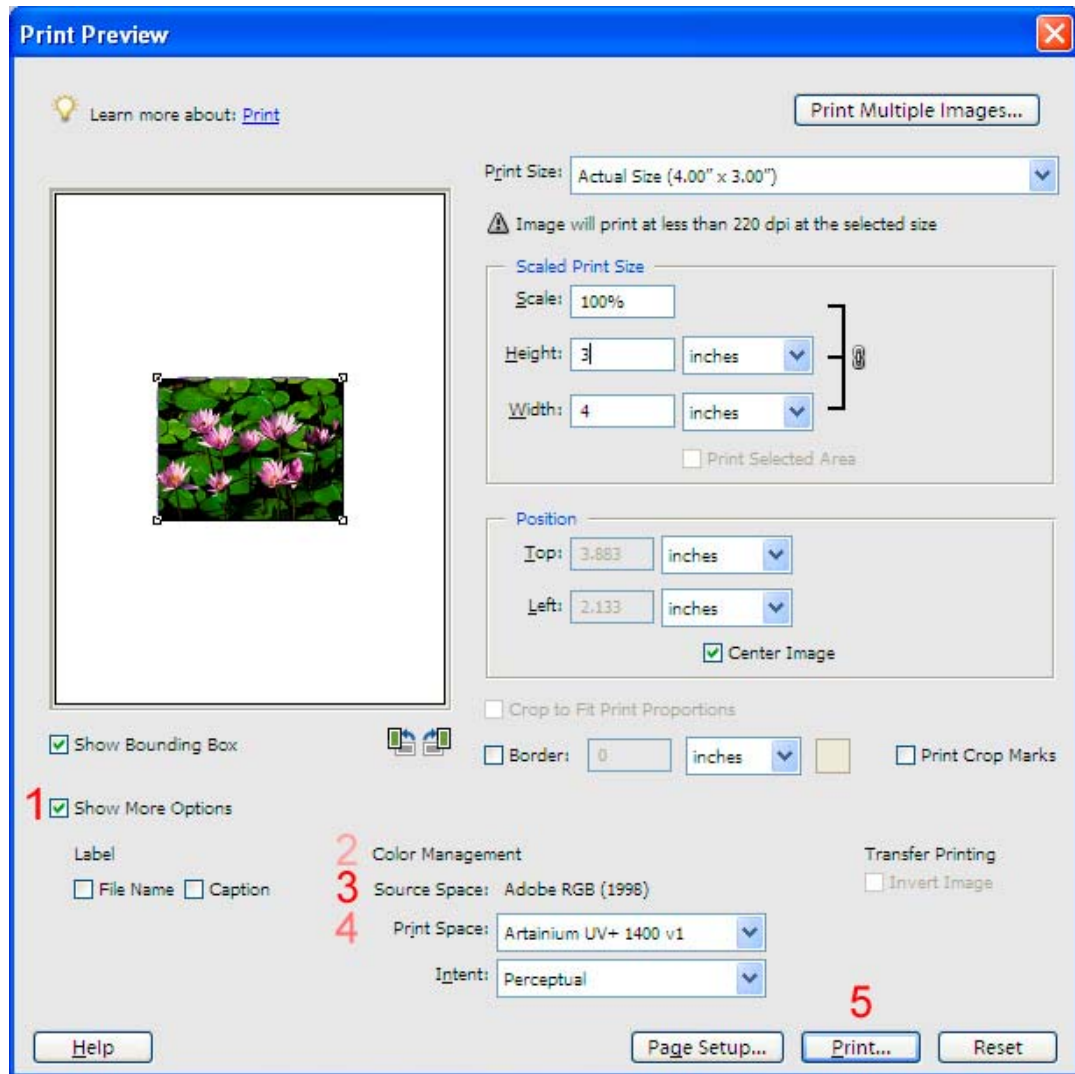 Print Preview
Learn more about: Print
Print Multiple Images...
Print Size: Actual Size (4.00" x 3.00")
Image will print at less than 220 dpi at the selected size
Scaled Print Size
Scale: 100%
Height: 3 inches
Width: 4 inches
Print Selected Area
Position
Top: 3.883 inches
Left: 2.133 inches
Center Image
Crop to Fit Print Proportions
Show Bounding Box
Border: 0 inches
Print Crop Marks
1 Show More Options
Label
File Name Caption
2 Color Management
3 Source Space: Adobe RGB (1998)
4 Print Space: Artainium UV+ 1400 v1
Intent: Perceptual
Transfer Printing
Invert Image
5
Help
Page Setup...
Print...
Reset